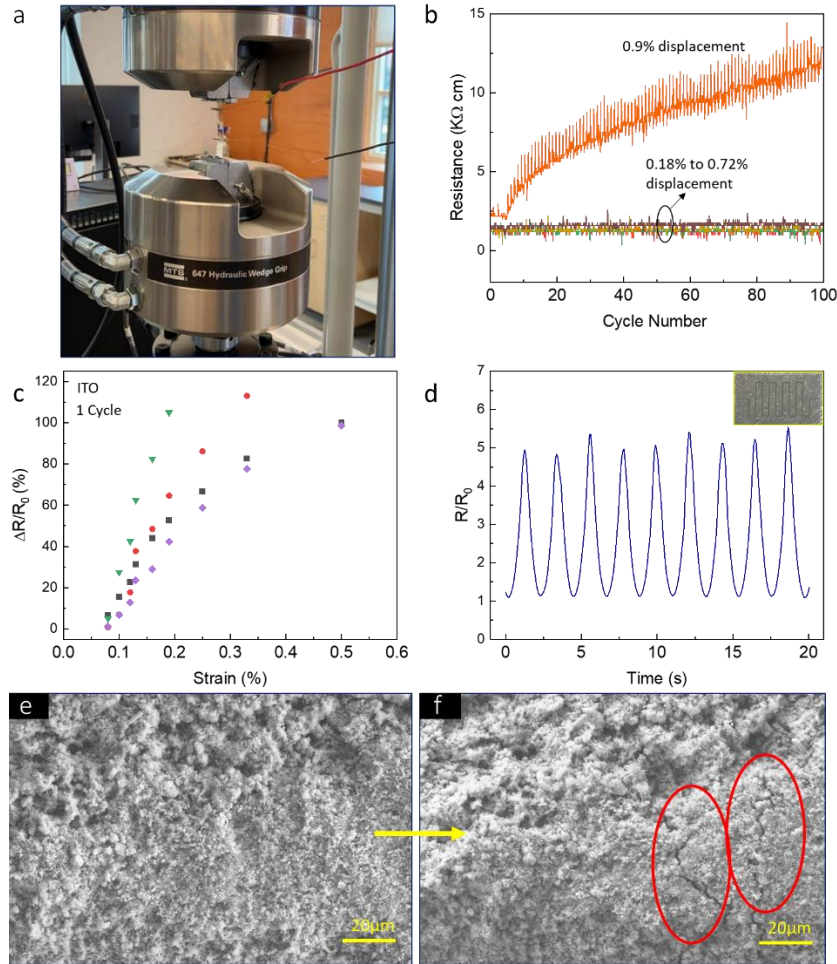 a
MTS
647 Hydraulic Wedge Grip
b
0.9% displacement
0.18% to 0.72%
displacement
Resistance (KΩ cm)
15
10
5
0
0
20
40
60
80
100
Cycle Number
c
ITO
1 Cycle
ΔR/R0 (%)
120
100
80
60
40
20
0
0.0
0.1
0.2
0.3
0.4
0.5
0.6
Strain (%)
d
R/R0
7
6
5
4
3
2
1
0
5
10
15
20
Time (s)
e
20µm
f
20µm